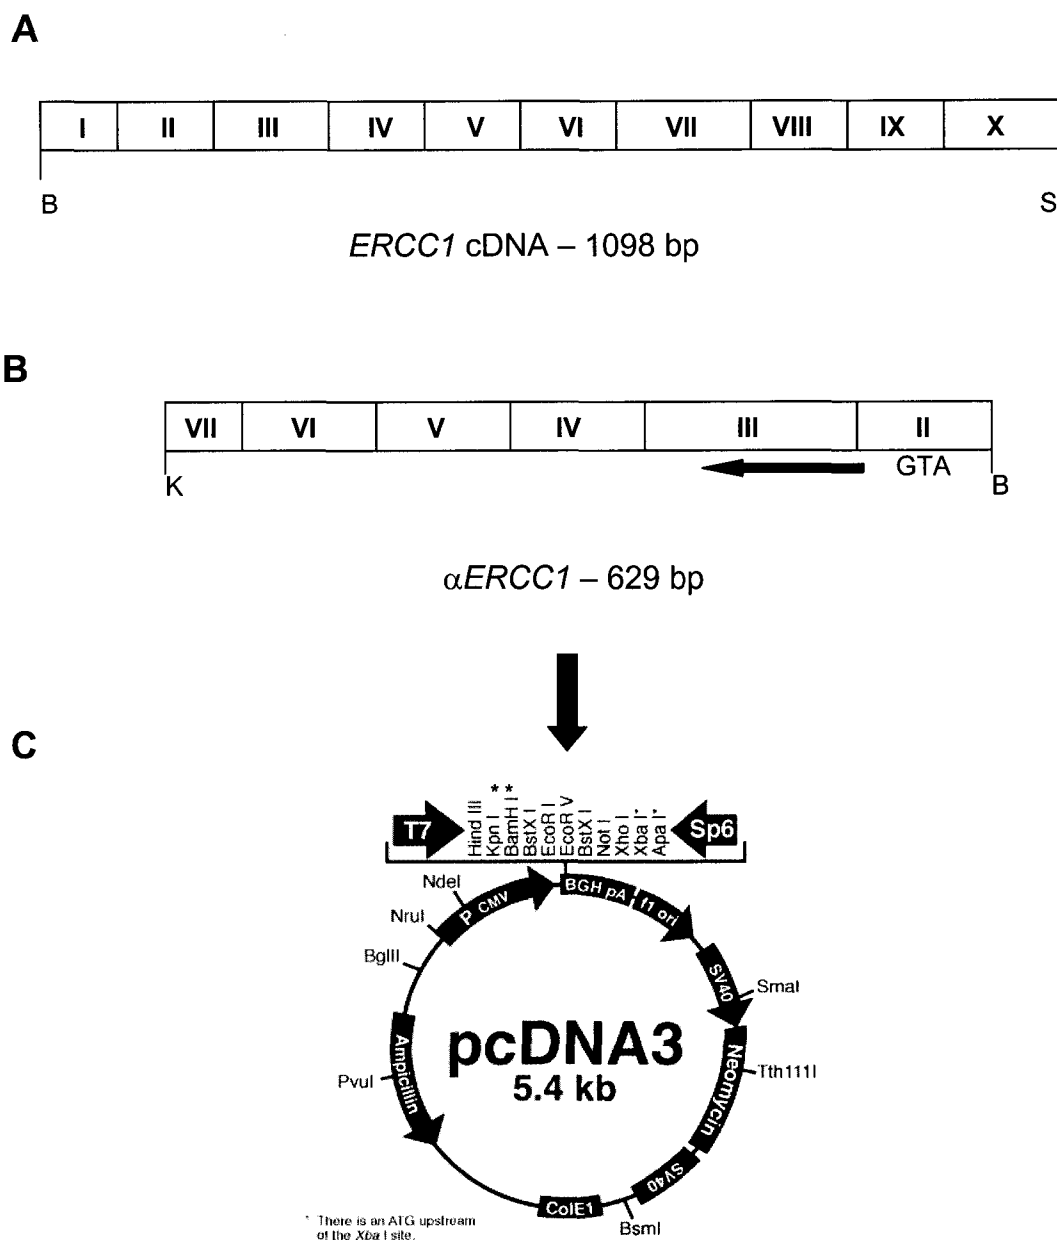 A
I II III IV V VI VII VIII IX X
B S
ERCC1 cDNA – 1098 bp
B
VII VI V IV III II
GTA
K B
αERCC1 – 629 bp
C
* *
T7 Hind III Kpn I BamH I BstX I EcoR I EcoR V BstX I Not I Xho I Xba I* Apa I* Sp6
NdeI
P CMV
BGH pA
f1 ori
NruI
BglII
SV40
SmaI
pcDNA3
5.4 kb
Ampicillin
PvuI
Neomycin
Tth111I
SV40
ColE1
BsmI
* There is an ATG upstream
of the Xba I site.